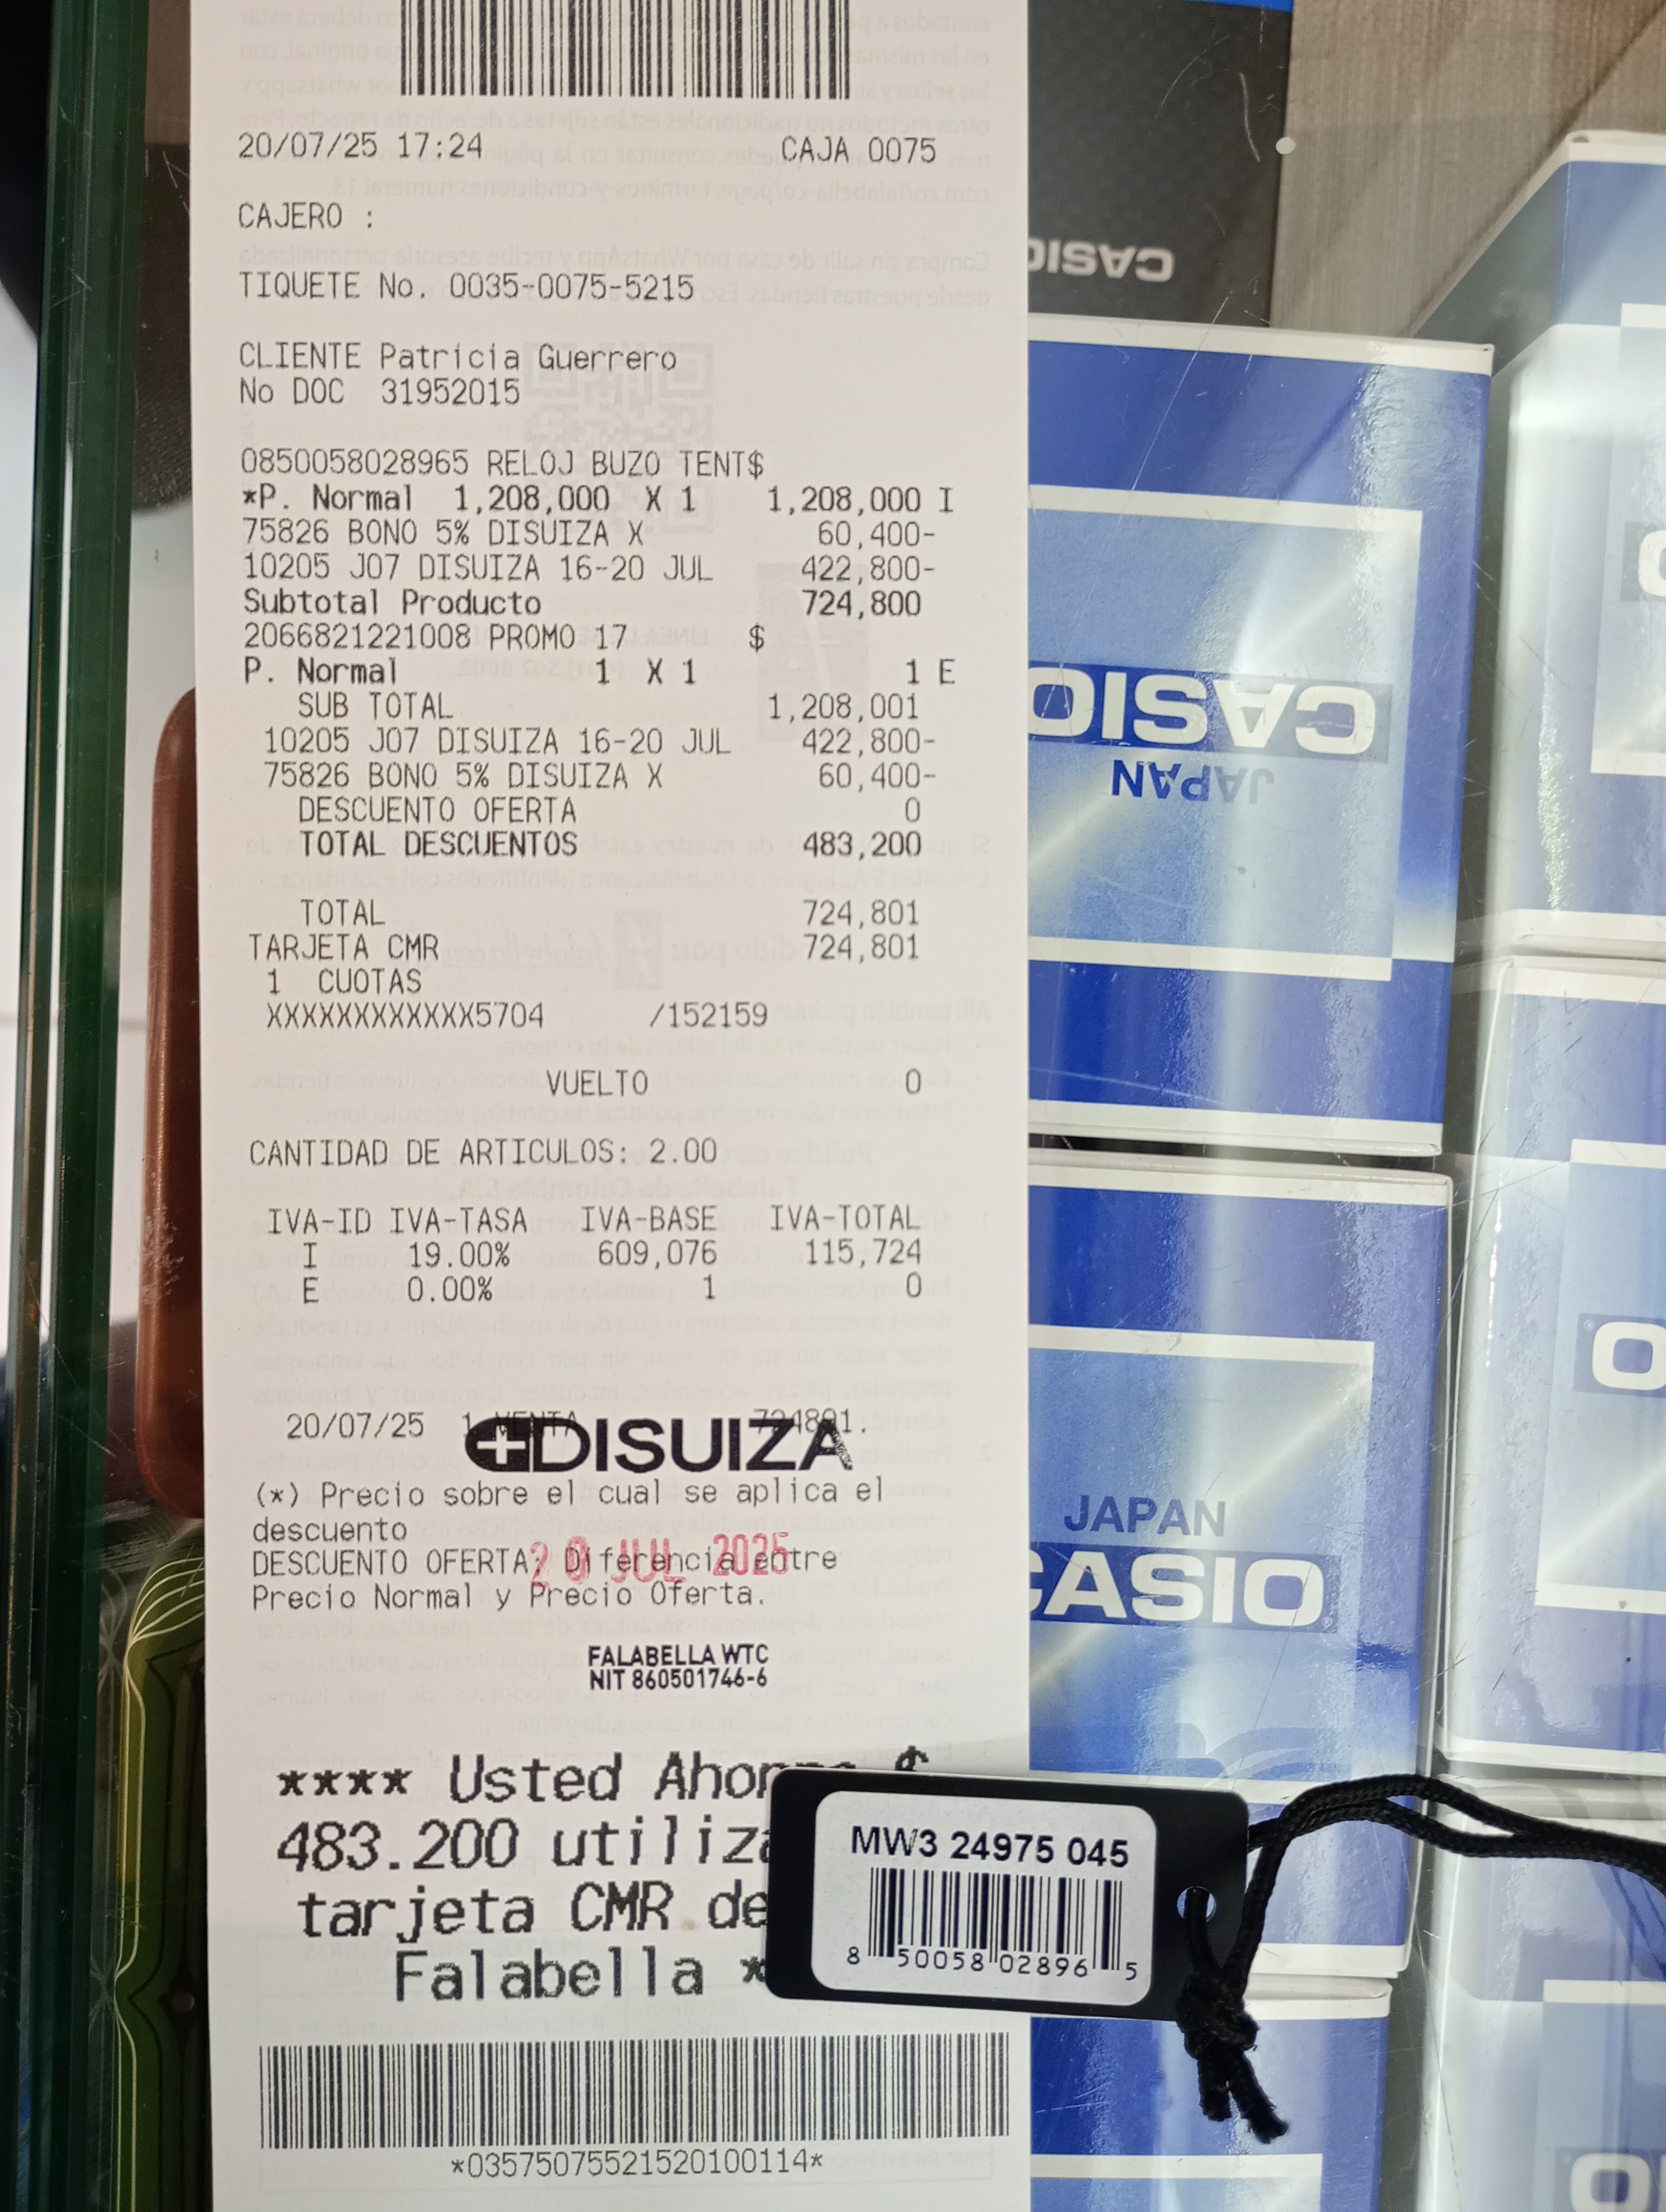 20/07/25 17:24 CAJA 0075
CAJERO :
TIQUETE No. 0035-0075-5215
CLIENTE Patricia Guerrero
No DOC 31952015
0850058028965 RELOJ BUZO TENT$
*P. Normal 1,208,000 X 1 1,208,000 I
75826 BONO 5% DISUIZA X 60,400-
10205 J07 DISUIZA 16-20 JUL 422,800-
Subtotal Producto 724,800
2066821221008 PROMO 17 $
P. Normal 1 X 1 1 E
SUB TOTAL 1,208,001
10205 J07 DISUIZA 16-20 JUL 422,800-
75826 BONO 5% DISUIZA X 60,400-
DESCUENTO OFERTA 0
TOTAL DESCUENTOS 483,200
TOTAL 724,801
TARJETA CMR 724,801
1 CUOTAS
XXXXXXXXXXXX5704 /152159
VUELTO 0
CANTIDAD DE ARTICULOS: 2.00
IVA-ID IVA-TASA IVA-BASE IVA-TOTAL
I 19.00% 609,076 115,724
E 0.00% 1 0
20/07/25 1 VENTA 724801.
DISUIZA
(*) Precio sobre el cual se aplica el
descuento
DESCUENTO OFERTA: Diferencia entre
20 JUL 2025
Precio Normal y Precio Oferta.
FALABELLA WTC
NIT 860501746-6
**** Usted $
483.200
tarjeta CMR de
Falabella *
*03575075521520100114*
MW3 24975 045
8 50058 02896 5
CASIO
CASIO
JAPAN
JAPAN
CASIO